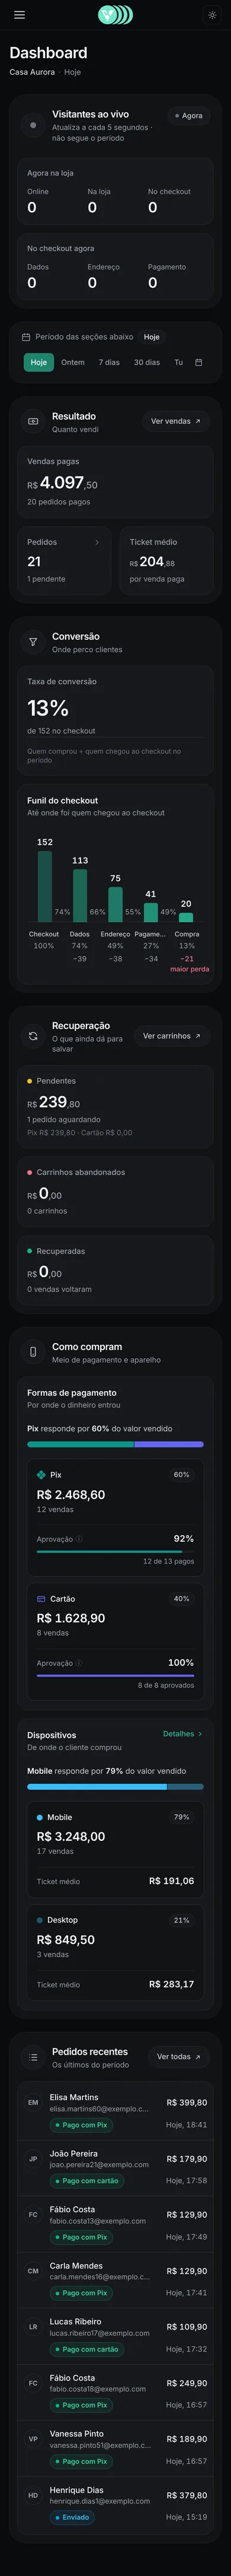 Dashboard
Casa Aurora · Hoje
Visitantes ao vivo
Agora
Atualiza a cada 5 segundos ·
não segue o período
Agora na loja
Online Na loja No checkout
0 0 0
No checkout agora
Dados Endereço Pagamento
0 0 0
Período das seções abaixo Hoje
Hoje Ontem 7 dias 30 dias Tu
Resultado
Quanto vendi
Ver vendas ↗
Vendas pagas
R$ 4.097,50
20 pedidos pagos
Pedidos
21
1 pendente
Ticket médio
R$ 204,88
por venda paga
Conversão
Onde perco clientes
Taxa de conversão
13%
de 152 no checkout
Quem comprou ÷ quem chegou ao checkout no
período
Funil do checkout
Até onde foi quem chegou ao checkout
152 113 75 41 20
74% 66% 55% 49%
Checkout Dados Endereço Pagame... Compra
100% 74% 49% 27% 13%
−39 −38 −34 −21
maior perda
Recuperação
O que ainda dá para
salvar
Ver carrinhos ↗
Pendentes
R$ 239,80
1 pedido aguardando
Pix R$ 239,80 · Cartão R$ 0,00
Carrinhos abandonados
R$ 0,00
0 carrinhos
Recuperadas
R$ 0,00
0 vendas voltaram
Como compram
Meio de pagamento e aparelho
Formas de pagamento
Por onde o dinheiro entrou
Pix responde por 60% do valor vendido
Pix 60%
R$ 2.468,60
12 vendas
Aprovação 92%
12 de 13 pagos
Cartão 40%
R$ 1.628,90
8 vendas
Aprovação 100%
8 de 8 aprovados
Dispositivos Detalhes
De onde o cliente comprou
Mobile responde por 79% do valor vendido
Mobile 79%
R$ 3.248,00
17 vendas
Ticket médio R$ 191,06
Desktop 21%
R$ 849,50
3 vendas
Ticket médio R$ 283,17
Pedidos recentes
Os últimos do período
Ver todas ↗
EM Elisa Martins R$ 399,80
elisa.martins60@exemplo.c...
Pago com Pix Hoje, 18:41
JP João Pereira R$ 179,90
joao.pereira21@exemplo.com
Pago com cartão Hoje, 17:58
FC Fábio Costa R$ 129,90
fabio.costa13@exemplo.com
Pago com Pix Hoje, 17:49
CM Carla Mendes R$ 129,90
carla.mendes16@exemplo.c...
Pago com Pix Hoje, 17:41
LR Lucas Ribeiro R$ 109,90
lucas.ribeiro17@exemplo.com
Pago com cartão Hoje, 17:32
FC Fábio Costa R$ 249,90
fabio.costa18@exemplo.com
Pago com Pix Hoje, 16:57
VP Vanessa Pinto R$ 189,90
vanessa.pinto51@exemplo.c...
Pago com Pix Hoje, 16:57
HD Henrique Dias R$ 379,80
henrique.dias1@exemplo.com
Enviado Hoje, 15:19